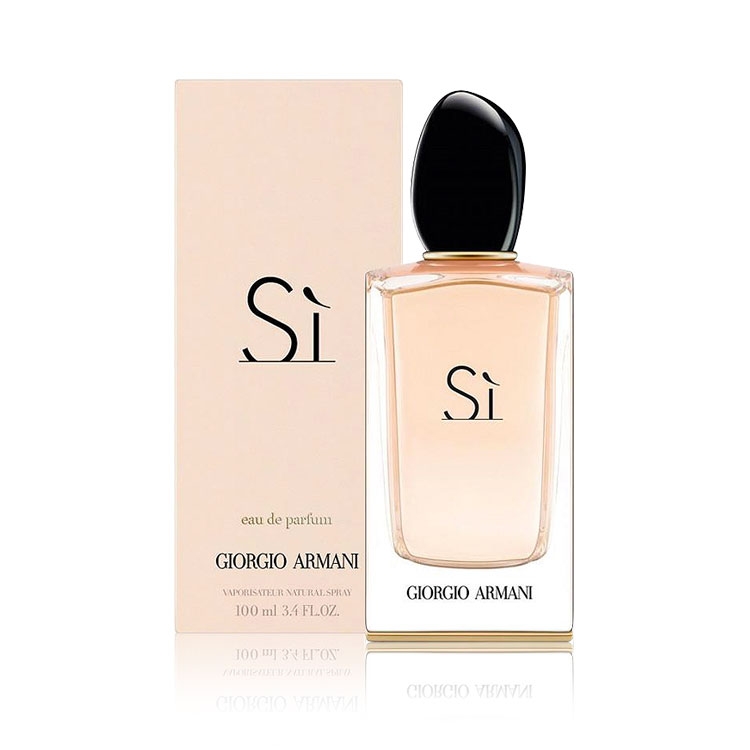 Sì
eau de parfum
GIORGIO ARMANI
VAPORISATEUR NATURAL SPRAY
100 ml 3.4 FL.OZ.
Sì
GIORGIO ARMANI